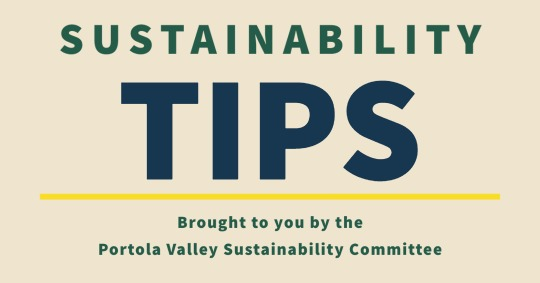 SUSTAINABILITY
TIPS
Brought to you by the
Portola Valley Sustainability Committee